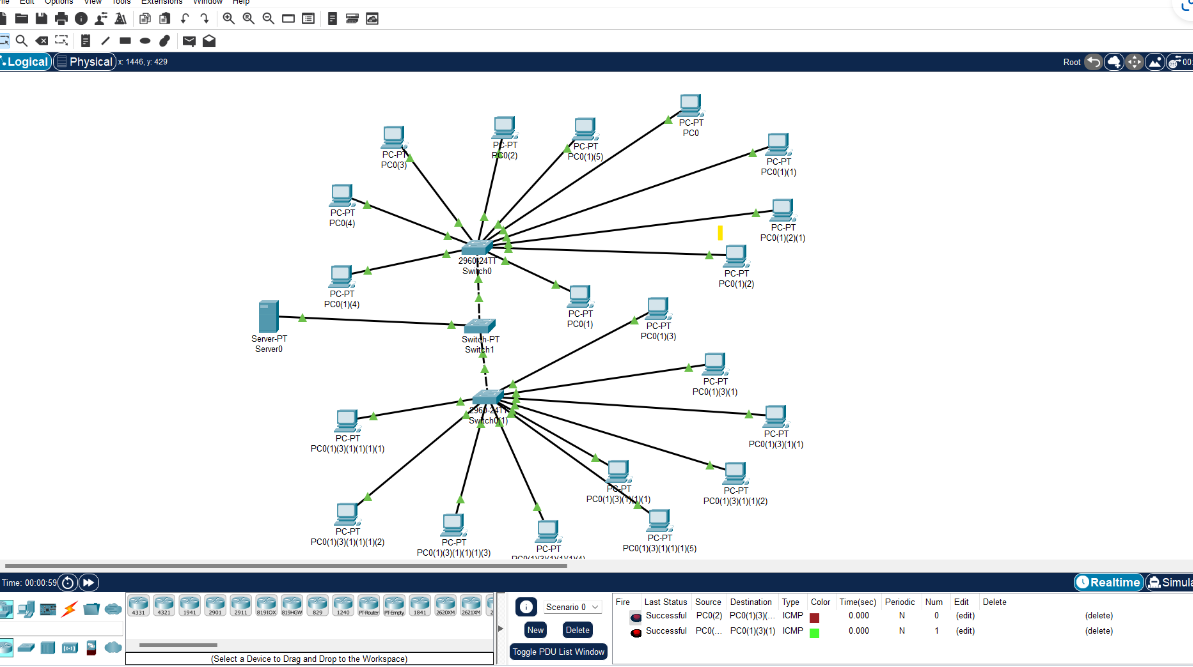 Edit Options View Tools Extensions Window Help
Logical Physical x: 1446, y: 429
Root
PC-PT
PC0
PC-PT
PC0(2)
PC-PT
PC0(1)(5)
PC-PT
PC0(3)
PC-PT
PC0(1)(1)
PC-PT
PC0(4)
PC-PT
PC0(1)(2)(1)
2960-24TT
Switch0
PC-PT
PC0(1)(2)
PC-PT
PC0(1)(4)
PC-PT
PC0(1)
PC-PT
PC0(1)(3)
Server-PT
Server0
Switch-PT
Switch1
PC-PT
PC0(1)(3)(1)
2960-24TT
Switch0(1)
PC-PT
PC0(1)(3)(1)(1)
PC-PT
PC0(1)(3)(1)(1)(1)(1)
PC-PT
PC0(1)(3)(1)(1)(1)
PC-PT
PC0(1)(3)(1)(1)(2)
PC-PT
PC0(1)(3)(1)(1)(1)(2)
PC-PT
PC0(1)(3)(1)(1)(1)(3)
PC-PT
PC0(1)(3)(1)(1)(1)(4)
PC-PT
PC0(1)(3)(1)(1)(1)(5)
Time: 00:00:59
Realtime
4331 4321 1941 2901 2911 819IOX 819HGW 829 1240 PT-Router PT-Empty 1841 2620XM 2621XM
(Select a Device to Drag and Drop to the Workspace)
Scenario 0
New Delete
Toggle PDU List Window
Fire Last Status Source Destination Type Color Time(sec) Periodic Num Edit Delete
Successful PC0(2) PC0(1)(3)(... ICMP 0.000 N 0 (edit) (delete)
Successful PC0(... PC0(1)(3)(1) ICMP 0.000 N 1 (edit) (delete)